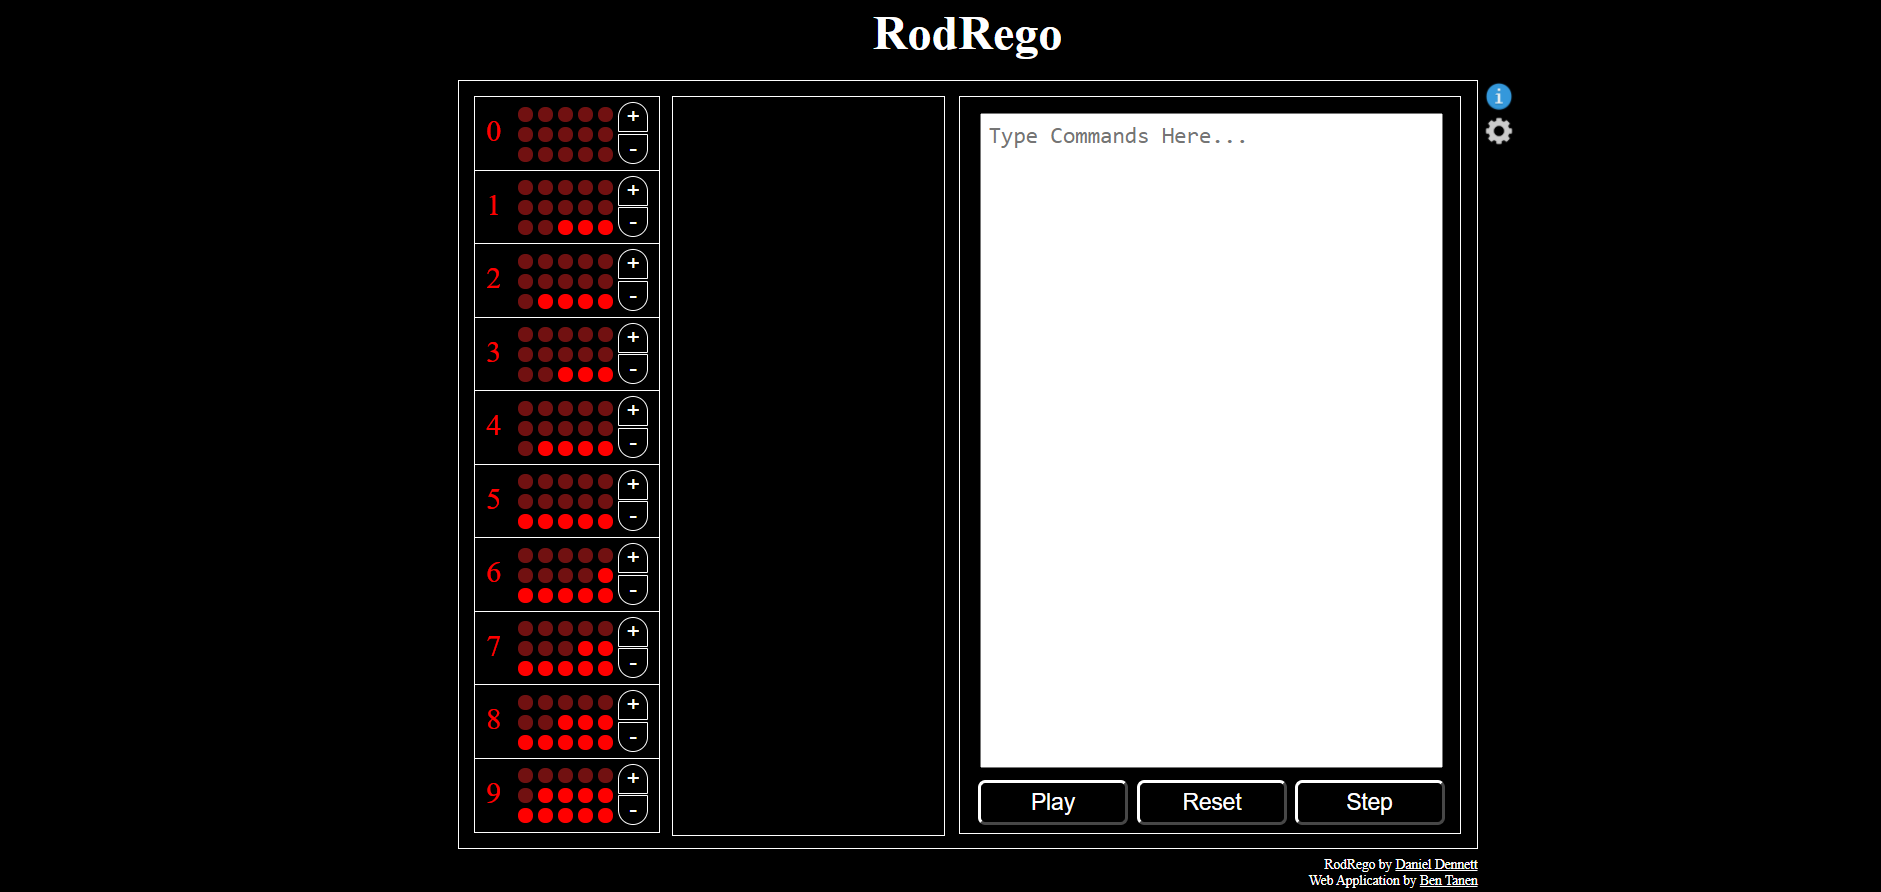 RodRego
0 + -
1 + -
2 + -
3 + -
4 + -
5 + -
6 + -
7 + -
8 + -
9 + -
Type Commands Here...
Play Reset Step
i
RodRego by Daniel Dennett
Web Application by Ben Tanen